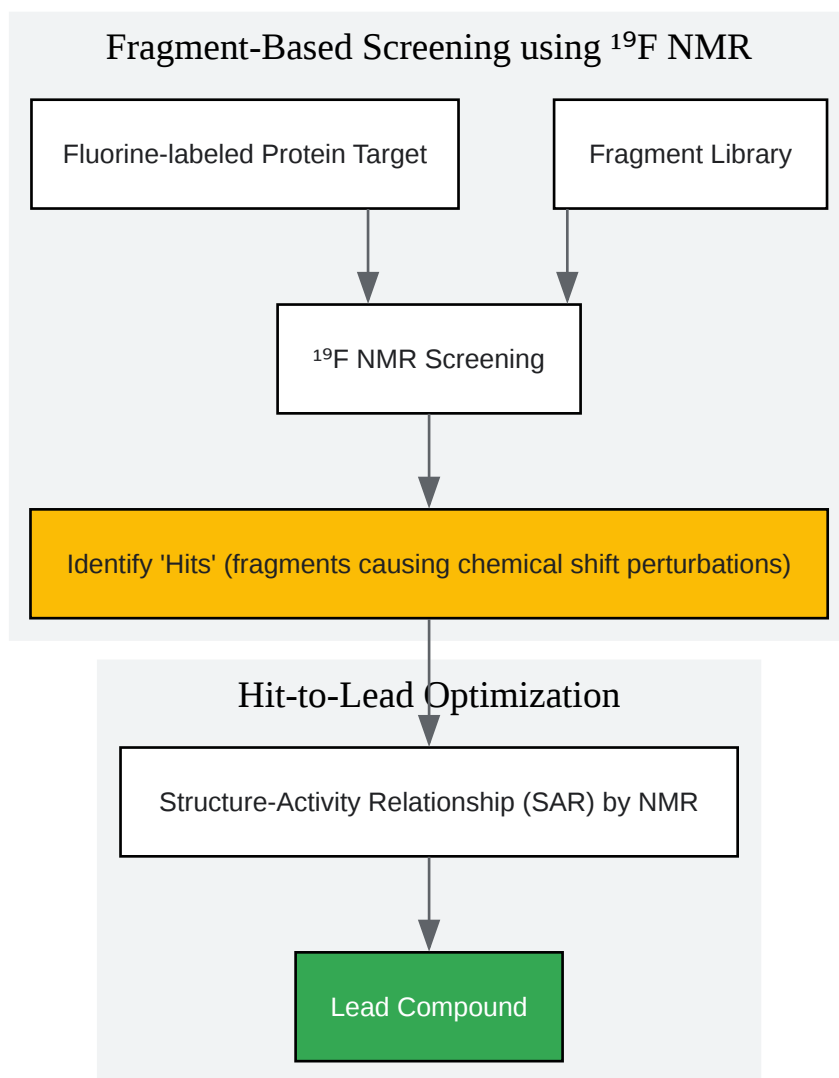 Fragment-Based Screening using ¹⁹F NMR
Fluorine-labeled Protein Target
Fragment Library
¹⁹F NMR Screening
Identify 'Hits' (fragments causing chemical shift perturbations)
Hit-to-Lead Optimization
Structure-Activity Relationship (SAR) by NMR
Lead Compound